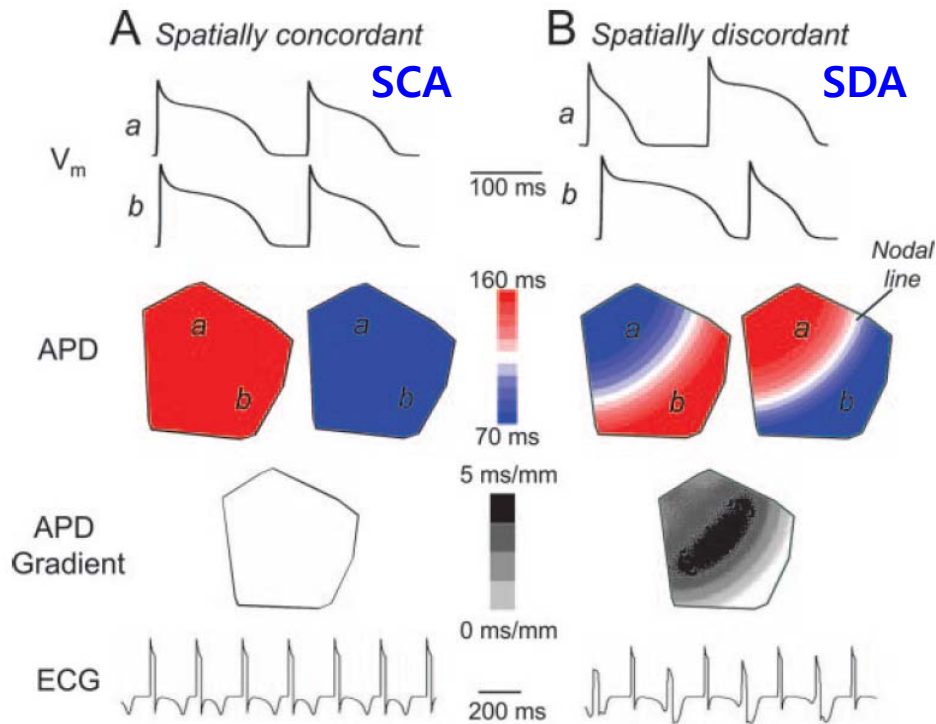 A Spatially concordant
B Spatially discordant
SCA
SDA
Vm
a
b
100 ms
a
b
Nodal
line
APD
a
b
a
b
160 ms
70 ms
a
b
a
b
APD
Gradient
5 ms/mm
0 ms/mm
ECG
200 ms